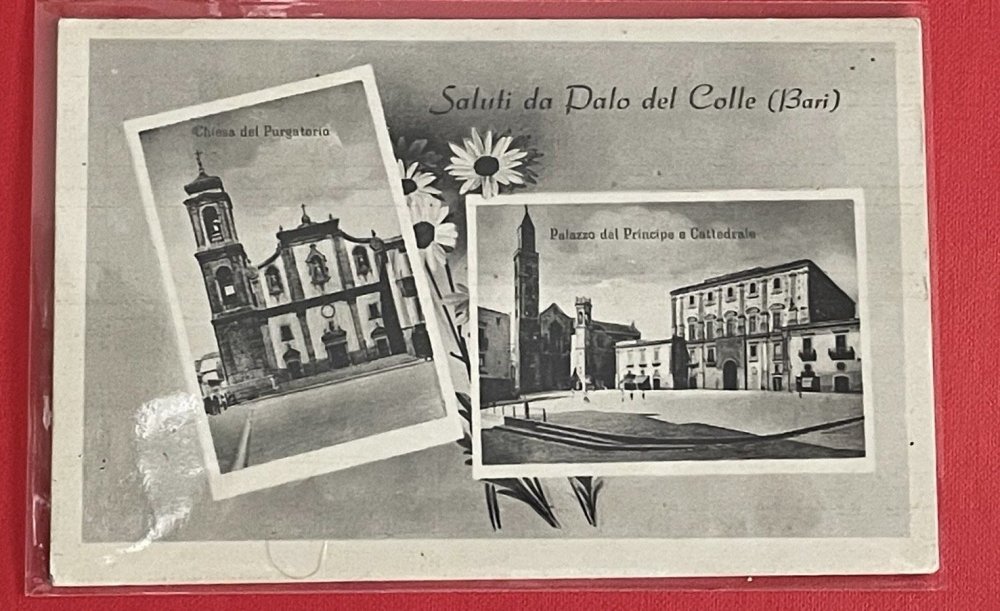 Saluti da Palo del Colle (Bari)
Chiesa del Purgatorio
Palazzo del Principe e Cattedrale